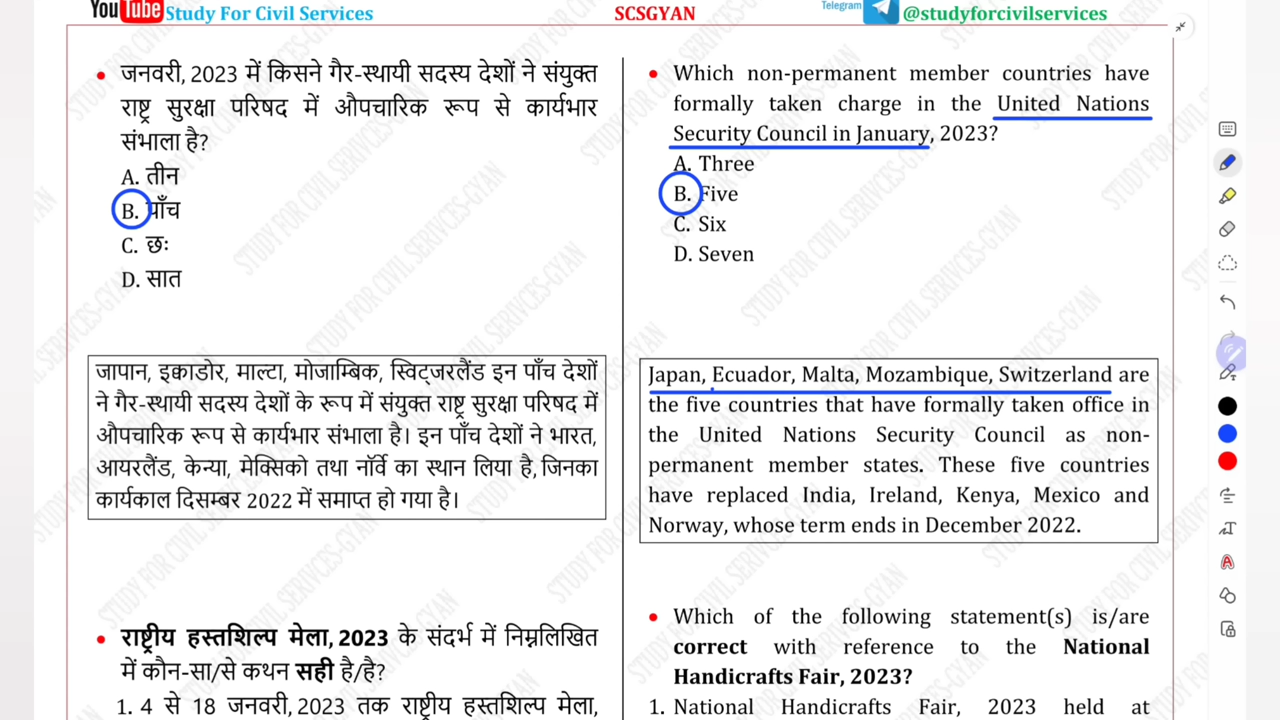 You Tube Study For Civil Services
SCSGYAN
Telegram @studyforcivilservices
• जनवरी, 2023 में किसने गैर-स्थायी सदस्य देशों ने संयुक्त
राष्ट्र सुरक्षा परिषद में औपचारिक रूप से कार्यभार
संभाला है?
A. तीन
B. पाँच
C. छः
D. सात
जापान, इक्वाडोर, माल्टा, मोजाम्बिक, स्विट्जरलैंड इन पाँच देशों
ने गैर-स्थायी सदस्य देशों के रूप में संयुक्त राष्ट्र सुरक्षा परिषद में
औपचारिक रूप से कार्यभार संभाला है। इन पाँच देशों ने भारत,
आयरलैंड, केन्या, मेक्सिको तथा नॉर्वे का स्थान लिया है, जिनका
कार्यकाल दिसम्बर 2022 में समाप्त हो गया है।
• राष्ट्रीय हस्तशिल्प मेला, 2023 के संदर्भ में निम्नलिखित
में कौन-सा/से कथन सही है/है?
1. 4 से 18 जनवरी, 2023 तक राष्ट्रीय हस्तशिल्प मेला,
• Which non-permanent member countries have
formally taken charge in the United Nations
Security Council in January, 2023?
A. Three
B. Five
C. Six
D. Seven
Japan, Ecuador, Malta, Mozambique, Switzerland are
the five countries that have formally taken office in
the United Nations Security Council as non-
permanent member states. These five countries
have replaced India, Ireland, Kenya, Mexico and
Norway, whose term ends in December 2022.
• Which of the following statement(s) is/are
correct with reference to the National
Handicrafts Fair, 2023?
1. National Handicrafts Fair, 2023 held at
STUDY FOR CIVIL SERIVCES-GYAN